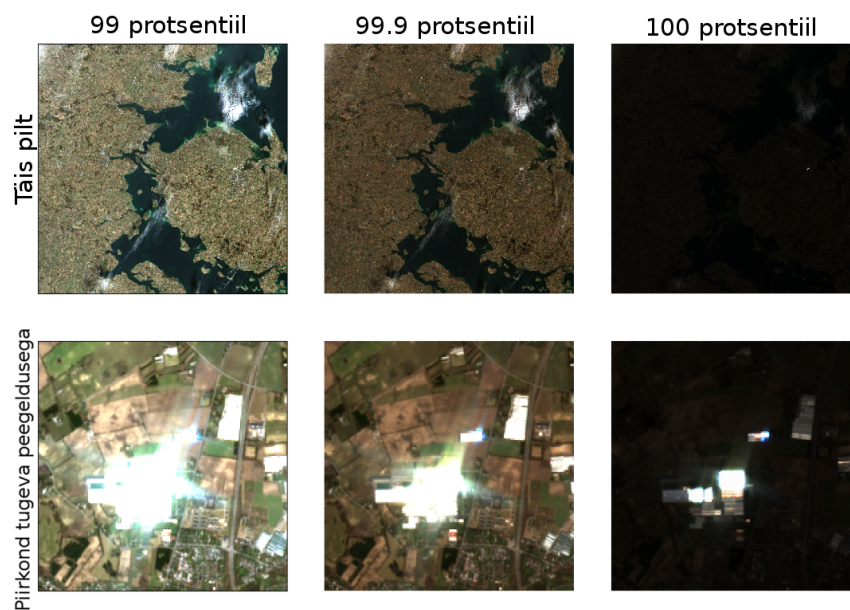 99 protsentiil
99.9 protsentiil
100 protsentiil
Täis pilt
Piirkond tugeva peegeldusega